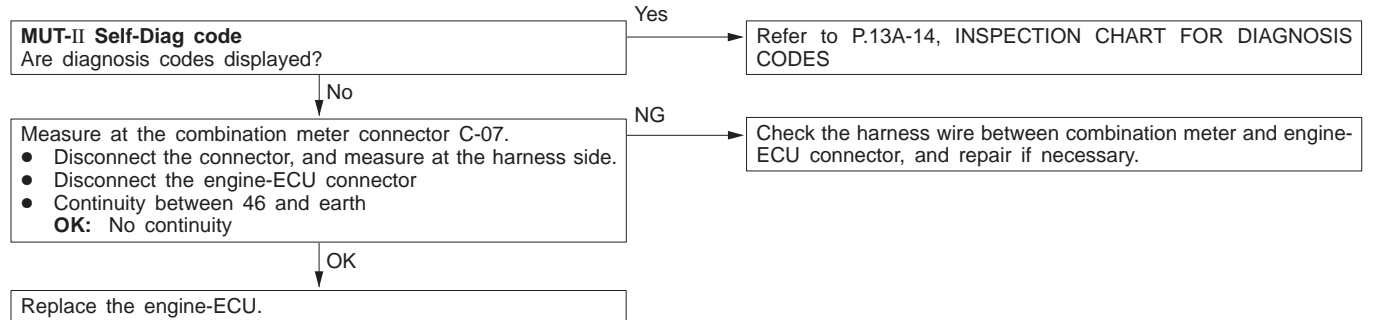 Yes
MUT-II Self-Diag code
Are diagnosis codes displayed?
Refer to P.13A-14, INSPECTION CHART FOR DIAGNOSIS
CODES
No
NG
Measure at the combination meter connector C-07.
● Disconnect the connector, and measure at the harness side.
● Disconnect the engine-ECU connector
● Continuity between 46 and earth
OK: No continuity
Check the harness wire between combination meter and engine-
ECU connector, and repair if necessary.
OK
Replace the engine-ECU.